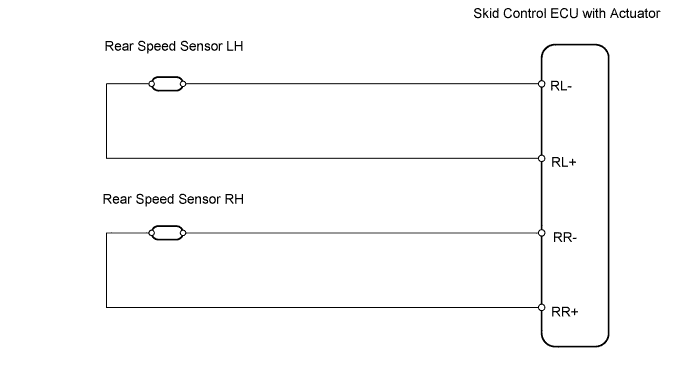 Skid Control ECU with Actuator
Rear Speed Sensor LH
RL-
RL+
Rear Speed Sensor RH
RR-
RR+